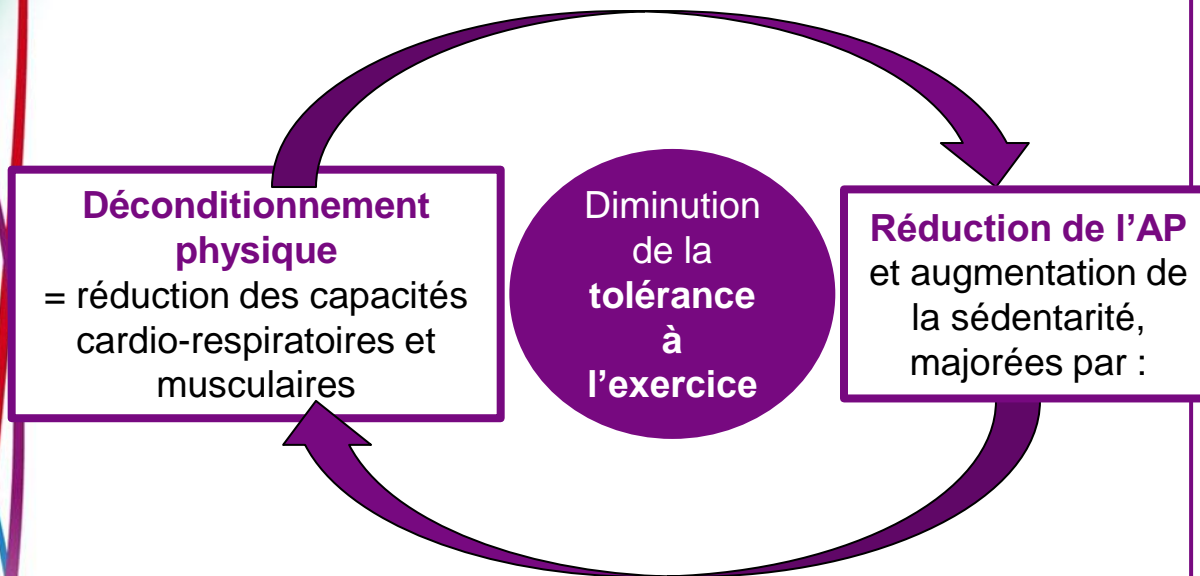 Déconditionnement
physique
= réduction des capacités
cardio-respiratoires et
musculaires
Diminution
de la
tolérance
à
l’exercice
Réduction de l’AP
et augmentation de
la sédentarité,
majorées par :